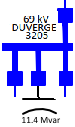 69 kV
DUVERGE
3205
11.4 Mvar